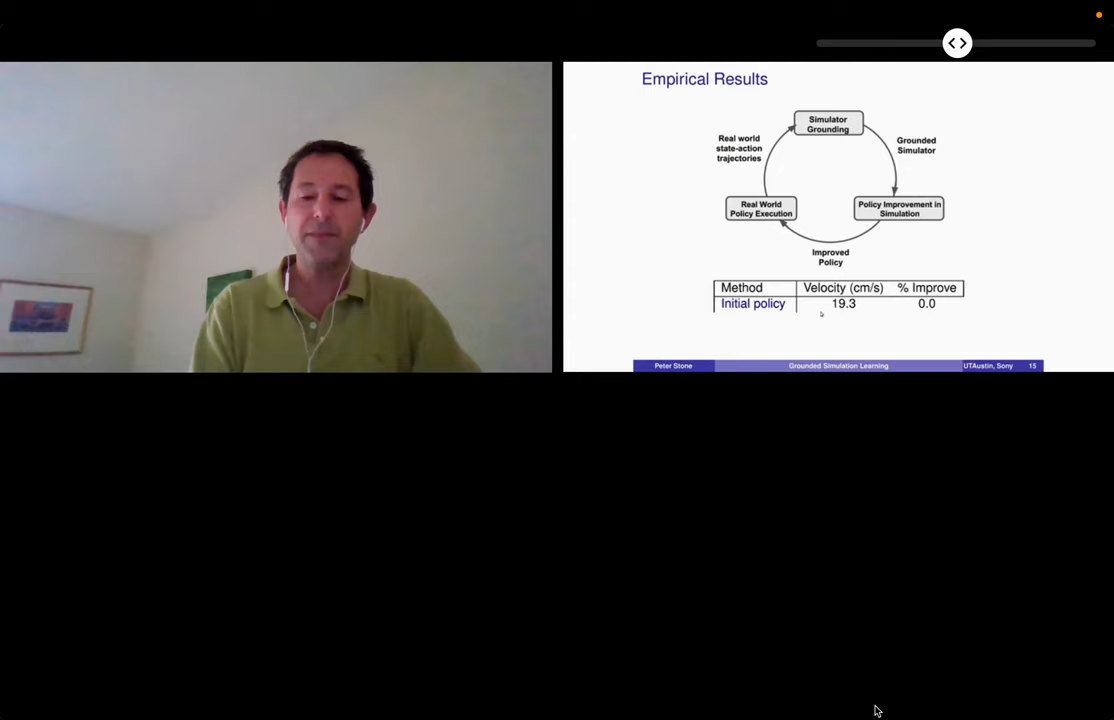 Empirical Results
Simulator
Grounding
Real world
state-action
trajectories
Grounded
Simulator
Real World
Policy Execution
Policy Improvement in
Simulation
Improved
Policy
Method Velocity (cm/s) % Improve
Initial policy 19.3 0.0
Peter Stone Grounded Simulation Learning UTAustin, Sony 15